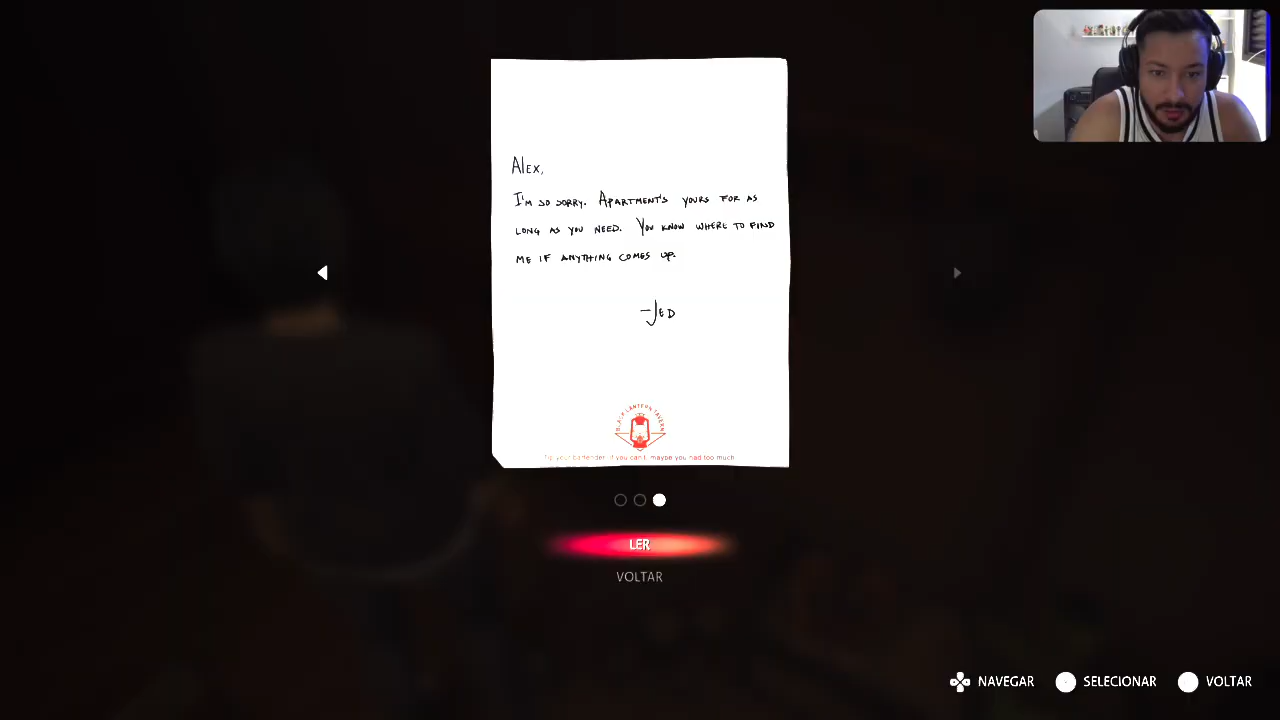 Alex,
I'm so sorry. Apartment's yours for as
long as you need. You know where to find
me if anything comes up.
-Jed
BLACK LANTERN TAVERN
Tip your bartender. If you can't, maybe you had too much.
LER
VOLTAR
NAVEGAR SELECIONAR VOLTAR